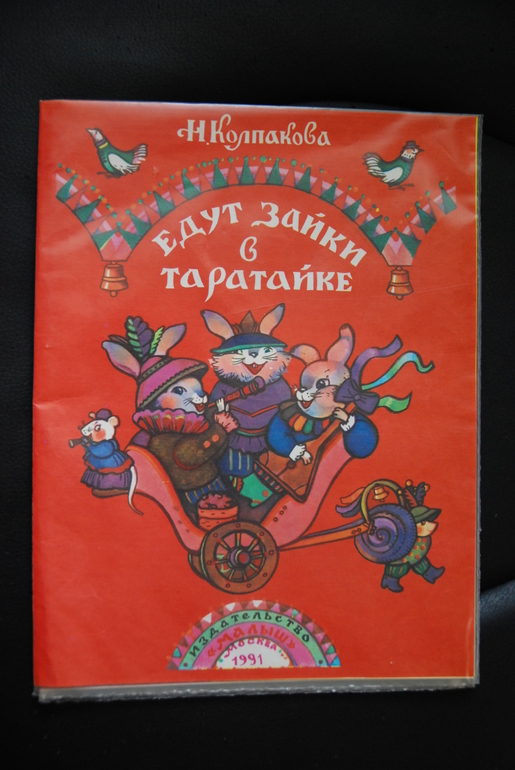 Н. Колпакова
Едут зайки
в
таратайке
Издательство
«Малыш»
Москва
1991